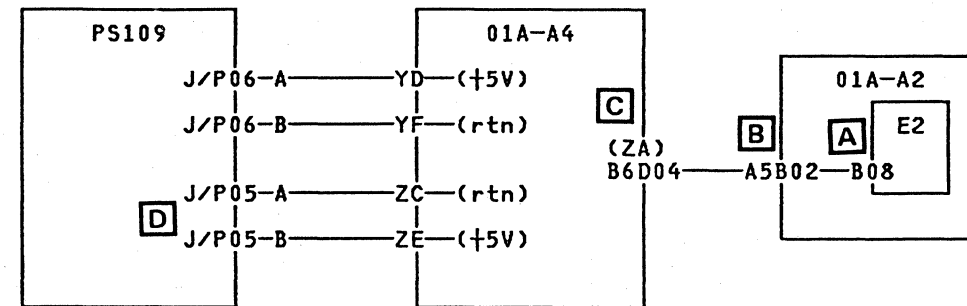 PS109 01A-A4
01A-A2
J/P06-A YD (+5V)
C
E2
J/P06-B YF (rtn)
B A
(ZA)
B6D04 A5B02 B08
J/P05-A ZC (rtn)
D
J/P05-B ZE (+5V)